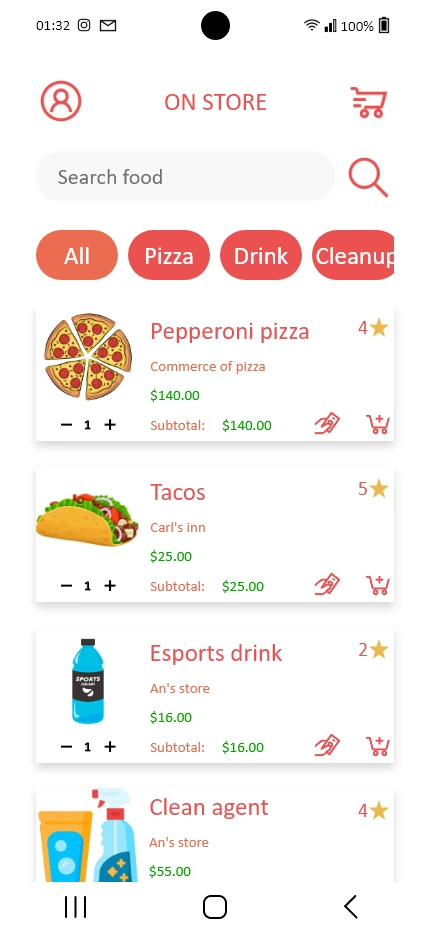 01:32 100%
ON STORE
Search food
All Pizza Drink Cleanup
Pepperoni pizza 4
Commerce of pizza
$140.00
1 Subtotal: $140.00
Tacos 5
Carl's inn
$25.00
1 Subtotal: $25.00
Esports drink 2
SPORTS
DRINK
An's store
$16.00
1 Subtotal: $16.00
Clean agent 4
An's store
$55.00